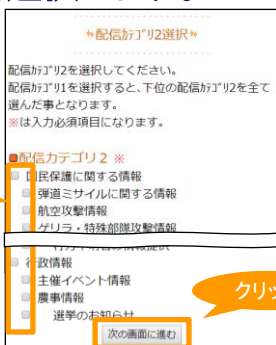 配信ｶﾃｺﾞﾘ2選択
配信ｶﾃｺﾞﾘ2を選択してください。
配信ｶﾃｺﾞﾘ1を選択すると、下位の配信ｶﾃｺﾞﾘ2を全て
選んだ事となります。
※は入力必須項目になります。
■配信カテゴリ2 ※
国民保護に関する情報
弾道ミサイルに関する情報
航空攻撃情報
ゲリラ・特殊部隊攻撃情報
行政情報
主催イベント情報
農事情報
選挙のお知らせ
クリッ
次の画面に進む